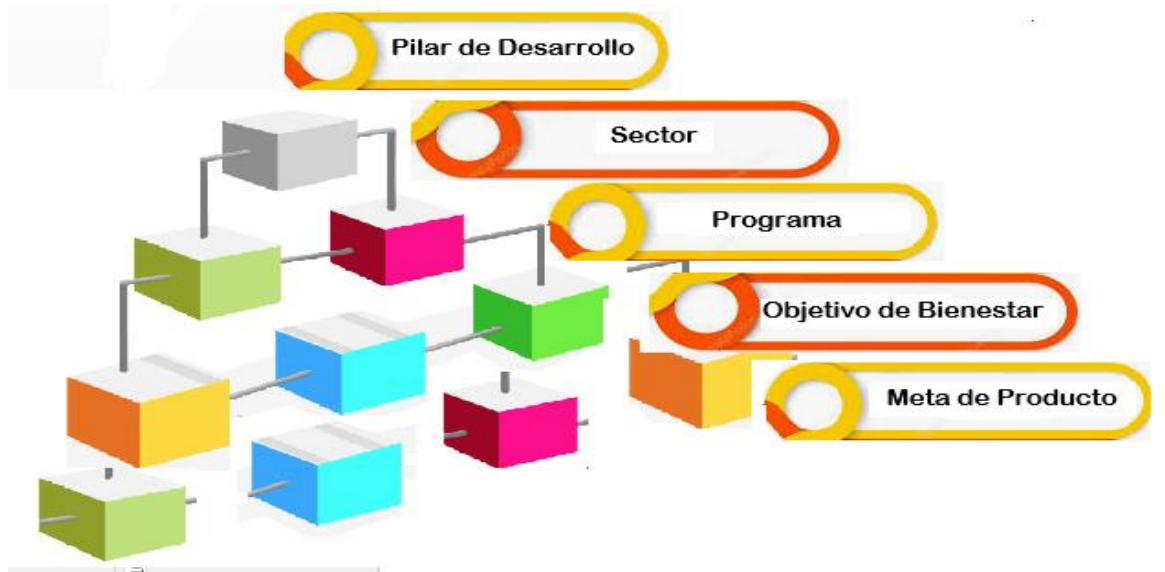 Pilar de Desarrollo
Sector
Programa
Objetivo de Bienestar
Meta de Producto